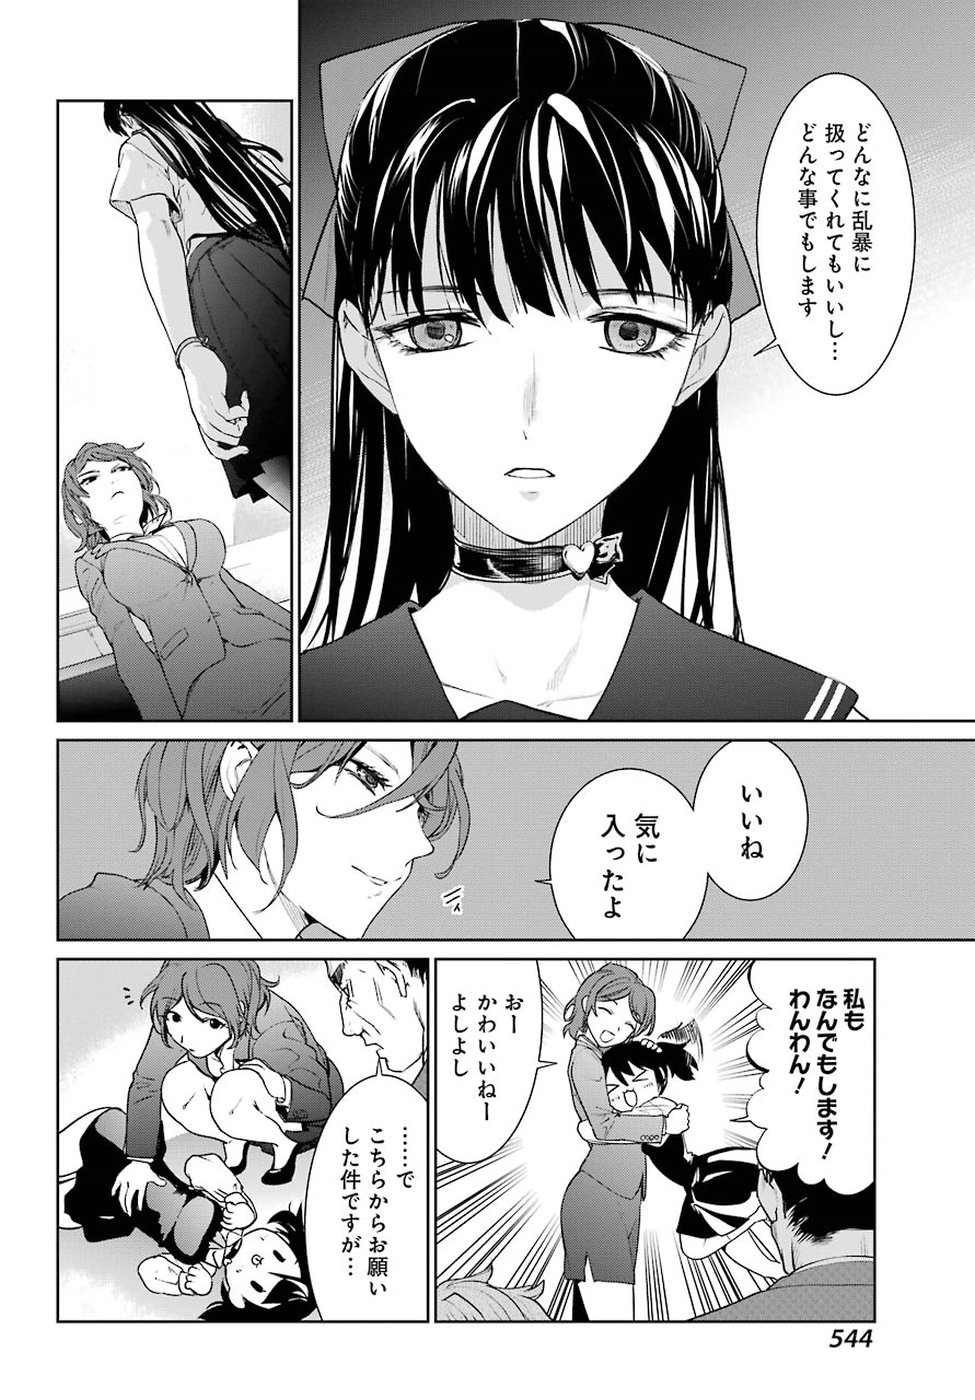 どんなに乱暴に
扱ってくれてもいいし…
どんな事でもします
いいね
気に
入ったよ
私も
なんでもします！
わんわん！
おー
かわいいねー
よしよし
……で
こちらからお願い
した件ですが…
544